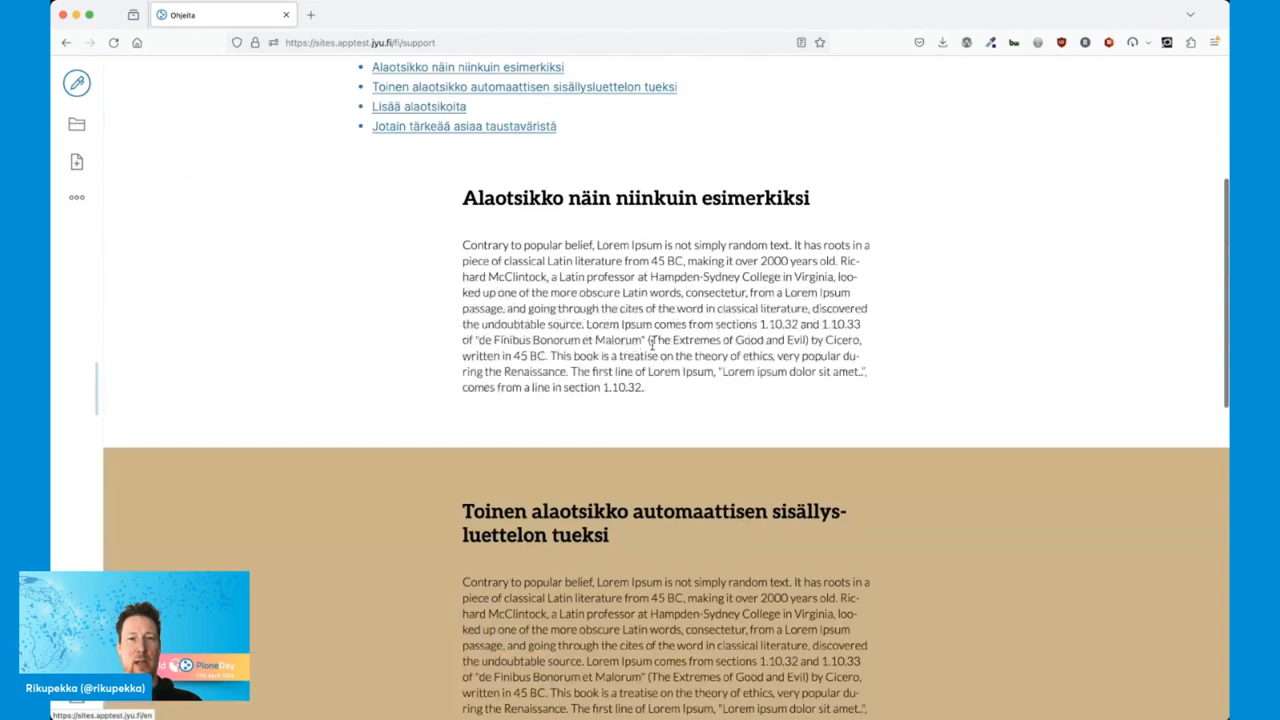 Ohjeita
https://sites.apptest.jyu.fi/fi/support
Alaotsikko näin niinkuin esimerkiksi
Toinen alaotsikko automaattisen sisällysluettelon tueksi
Lisää alaotsikoita
Jotain tärkeää asiaa taustaväristä
Alaotsikko näin niinkuin esimerkiksi
Contrary to popular belief, Lorem Ipsum is not simply random text. It has roots in a
piece of classical Latin literature from 45 BC, making it over 2000 years old. Ric-
hard McClintock, a Latin professor at Hampden-Sydney College in Virginia, loo-
ked up one of the more obscure Latin words, consectetur, from a Lorem Ipsum
passage, and going through the cites of the word in classical literature, discovered
the undoubtable source. Lorem Ipsum comes from sections 1.10.32 and 1.10.33
of "de Finibus Bonorum et Malorum" (The Extremes of Good and Evil) by Cicero,
written in 45 BC. This book is a treatise on the theory of ethics, very popular du-
ring the Renaissance. The first line of Lorem Ipsum, "Lorem ipsum dolor sit amet..",
comes from a line in section 1.10.32.
Toinen alaotsikko automaattisen sisällys-
luettelon tueksi
Contrary to popular belief, Lorem Ipsum is not simply random text. It has roots in a
piece of classical Latin literature from 45 BC, making it over 2000 years old. Ric-
hard McClintock, a Latin professor at Hampden-Sydney College in Virginia, loo-
ked up one of the more obscure Latin words, consectetur, from a Lorem Ipsum
passage, and going through the cites of the word in classical literature, discovered
the undoubtable source. Lorem Ipsum comes from sections 1.10.32 and 1.10.33
of "de Finibus Bonorum et Malorum" (The Extremes of Good and Evil) by Cicero,
written in 45 BC. This book is a treatise on the theory of ethics, very popular du-
ring the Renaissance. The first line of Lorem Ipsum, "Lorem ipsum dolor sit amet..",
PloneDay
Rikupekka (@rikupekka)
https://sites.apptest.jyu.fi/en